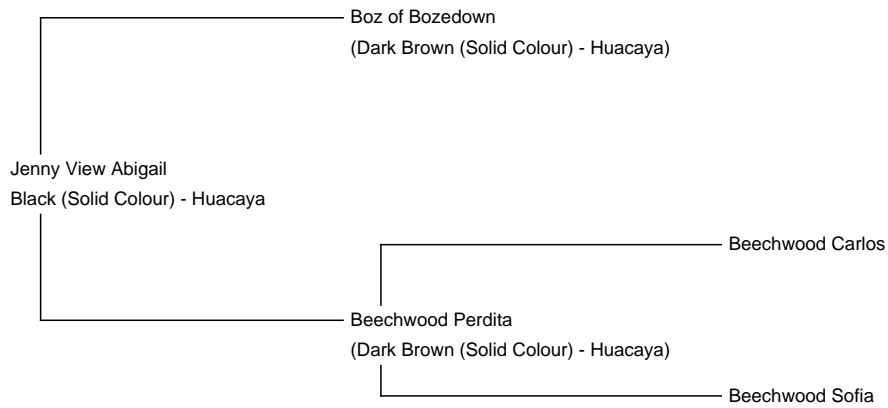 Boz of Bozedown
(Dark Brown (Solid Colour) - Huacaya)
Jenny View Abigail
Black (Solid Colour) - Huacaya
Beechwood Carlos
Beechwood Perdita
(Dark Brown (Solid Colour) - Huacaya)
Beechwood Sofia